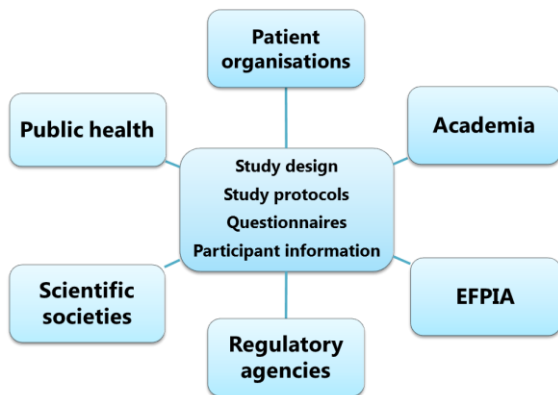 Patient
organisations
Public health
Academia
Study design
Study protocols
Questionnaires
Participant information
Scientific
societies
EFPIA
Regulatory
agencies